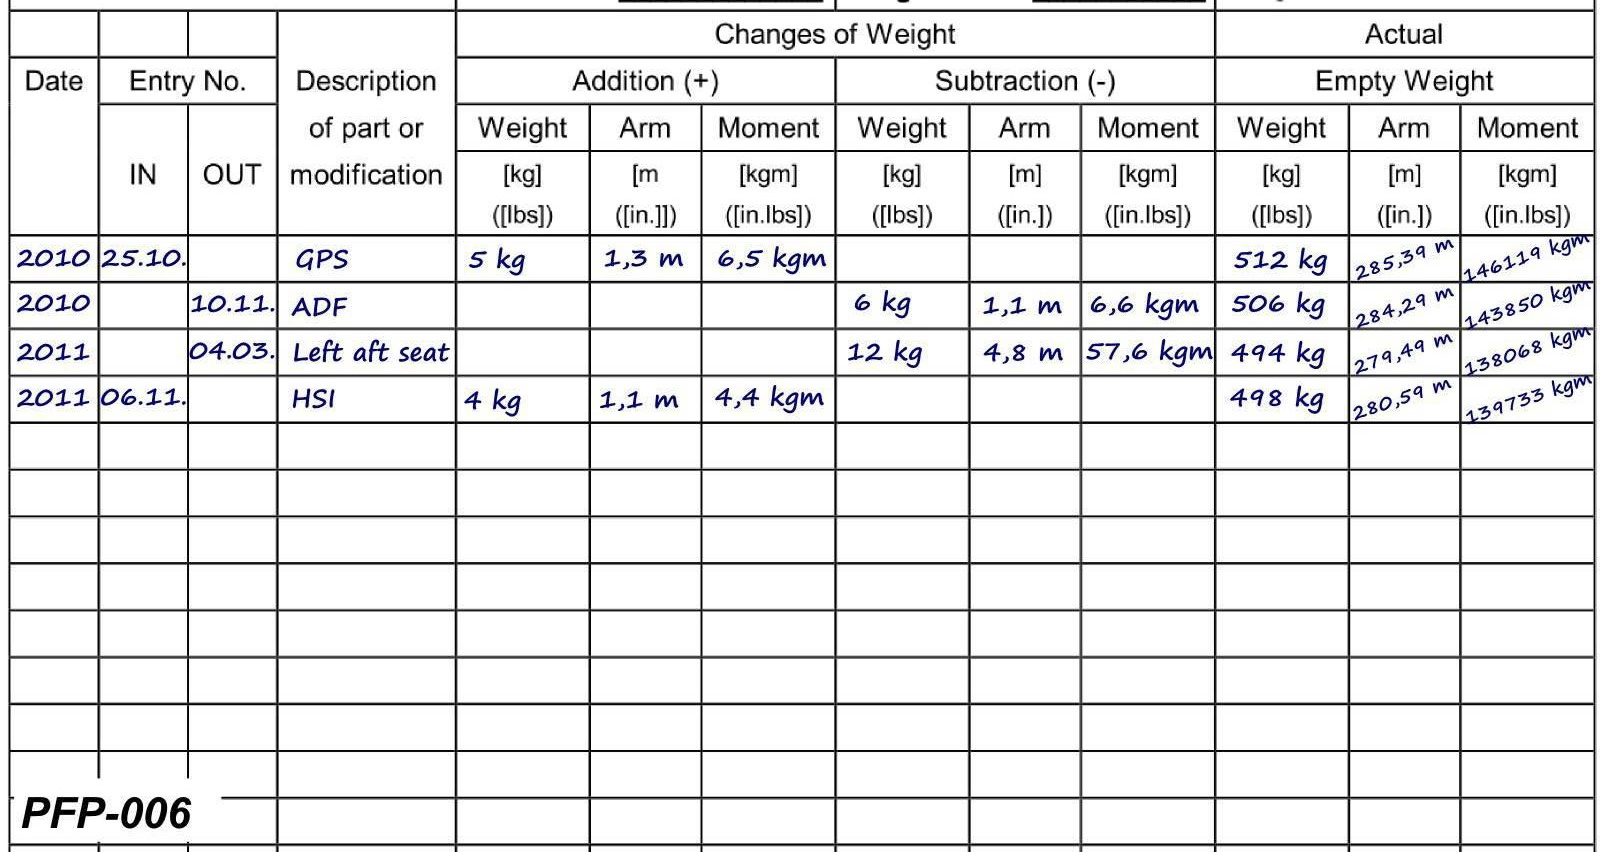 Changes of Weight Actual
Date Entry No. Description Addition (+) Subtraction (-) Empty Weight
of part or Weight Arm Moment Weight Arm Moment Weight Arm Moment
IN OUT modification [kg] [m [kgm] [kg] [m] [kgm] [kg] [m] [kgm]
([lbs]) ([in.]]) ([in.lbs]) ([lbs]) ([in.]) ([in.lbs]) ([lbs]) ([in.]) ([in.lbs])
2010 25.10. GPS 5 kg 1,3 m 6,5 kgm 512 kg 285,39 m 146119 kgm
2010 10.11. ADF 6 kg 1,1 m 6,6 kgm 506 kg 284,29 m 143850 kgm
2011 04.03. Left aft seat 12 kg 4,8 m 57,6 kgm 494 kg 279,49 m 138068 kgm
2011 06.11. HSI 4 kg 1,1 m 4,4 kgm 498 kg 280,59 m 139733 kgm
PFP-006